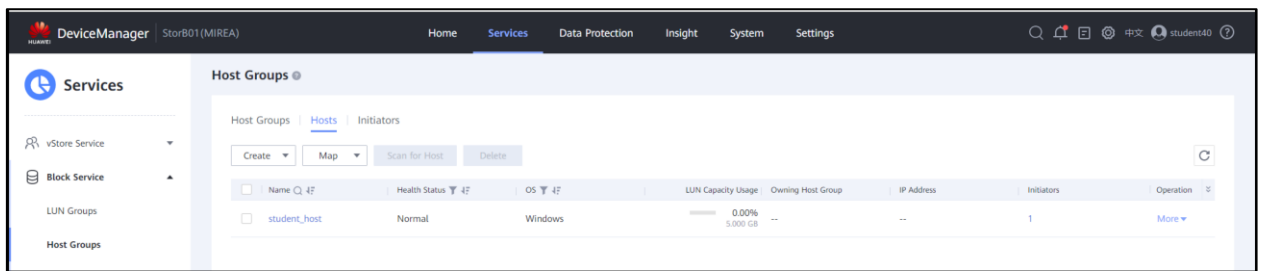 HUAWEI DeviceManager StorB01(MIREA) Home Services Data Protection Insight System Settings 中文 student40
Services
Host Groups
Host Groups Hosts Initiators
vStore Service
Create Map Scan for Host Delete
Block Service
Name Health Status OS LUN Capacity Usage Owning Host Group IP Address Initiators Operation
LUN Groups
student_host Normal Windows 0.00% -- -- 1 More
5.000 GB
Host Groups